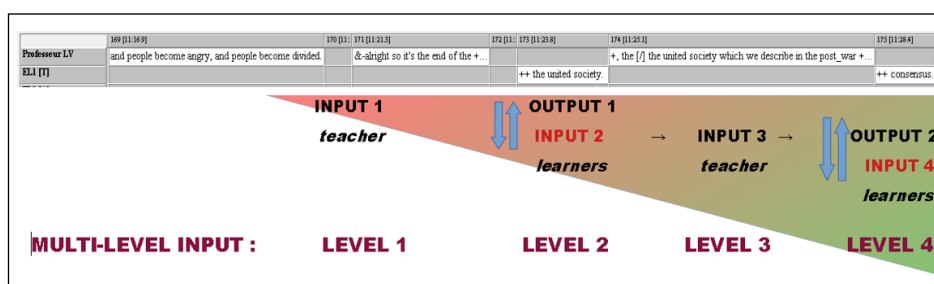 169 [11:16.9] 170 [11: 171 [11:21.3] 172 [11: 173 [11:23.8] 174 [11:25.1] 175 [11:28.4]
Professeur LV and people become angry, and people become divided. &-alright so it's the end of the +... +, the [/] the united society which we describe in the post_war +...
EL1 [T] ++ the united society. ++ consensus.
INPUT 1 OUTPUT 1
teacher INPUT 2 → INPUT 3 → OUTPUT 2
learners teacher INPUT 4
learners
MULTI-LEVEL INPUT : LEVEL 1 LEVEL 2 LEVEL 3 LEVEL 4